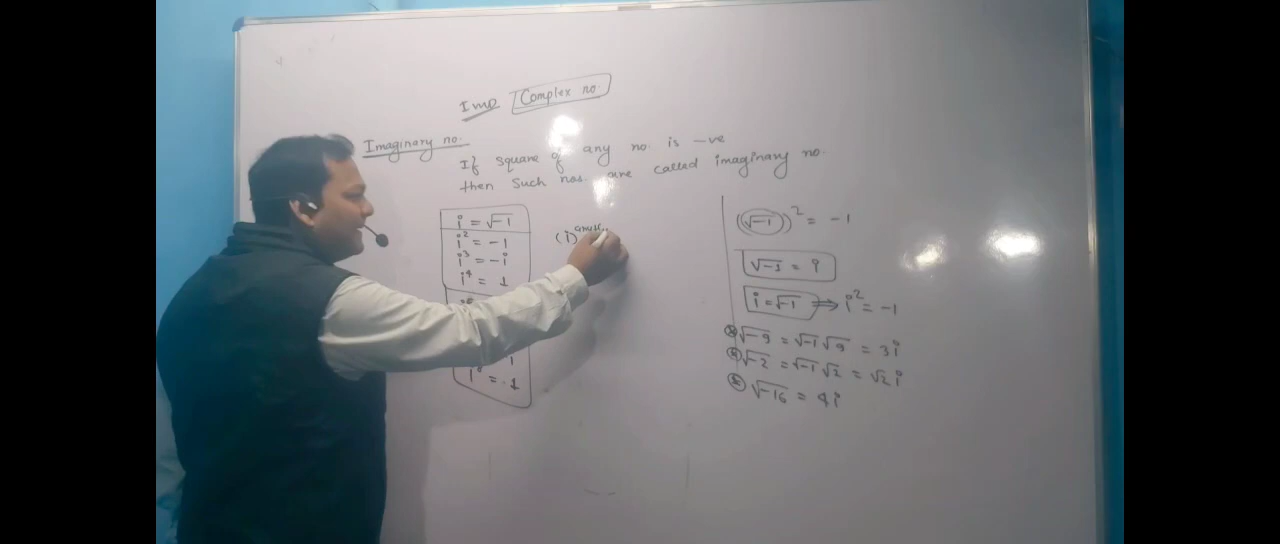 Imp Complex no.
Imaginary no.
If square of any no. is -ve
then such nos. are called imaginary no.
i = √-1
i² = -1
i³ = -i
i⁴ = 1
= -1
(i)
(√-1)² = -1
√-1 = i
i = √-1 ⇒ i² = -1
√-9 = √-1 √9 = 3i
√-2 = √-1 √2 = √2 i
√-16 = 4i